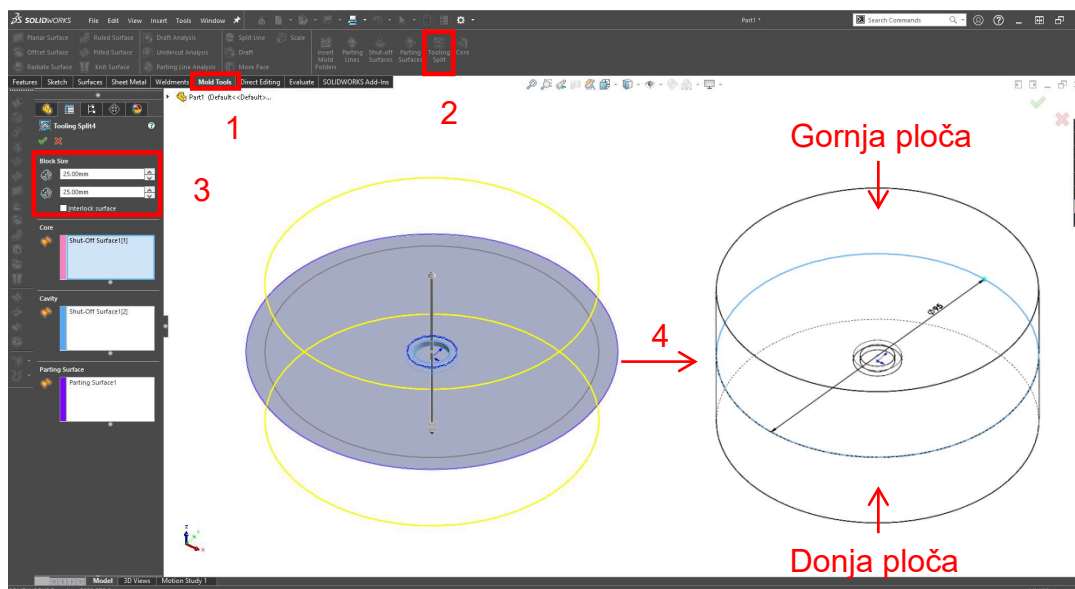 SOLIDWORKS File Edit View Insert Tools Window
Part1 *
Search Commands
Planar Surface Ruled Surface Draft Analysis Split Line Scale
Offset Surface Filled Surface Undercut Analysis Draft
Radiate Surface Knit Surface Parting Line Analysis Move Face
Insert Mold Folders
Parting Lines
Shut-off Surfaces
Parting Surfaces
Tooling Split
Core
Features Sketch Surfaces Sheet Metal Weldments Mold Tools Direct Editing Evaluate SOLIDWORKS Add-Ins
Part1 (Default<<Default>...
1
2
Tooling Split4
Block Size
25.00mm
25.00mm
Interlock surface
3
Core
Shut-Off Surface1[1]
Cavity
Shut-Off Surface1[2]
Parting Surface
Parting Surface1
4
Gornja ploča
Ø95
Donja ploča
Z
X
Model 3D Views Motion Study 1